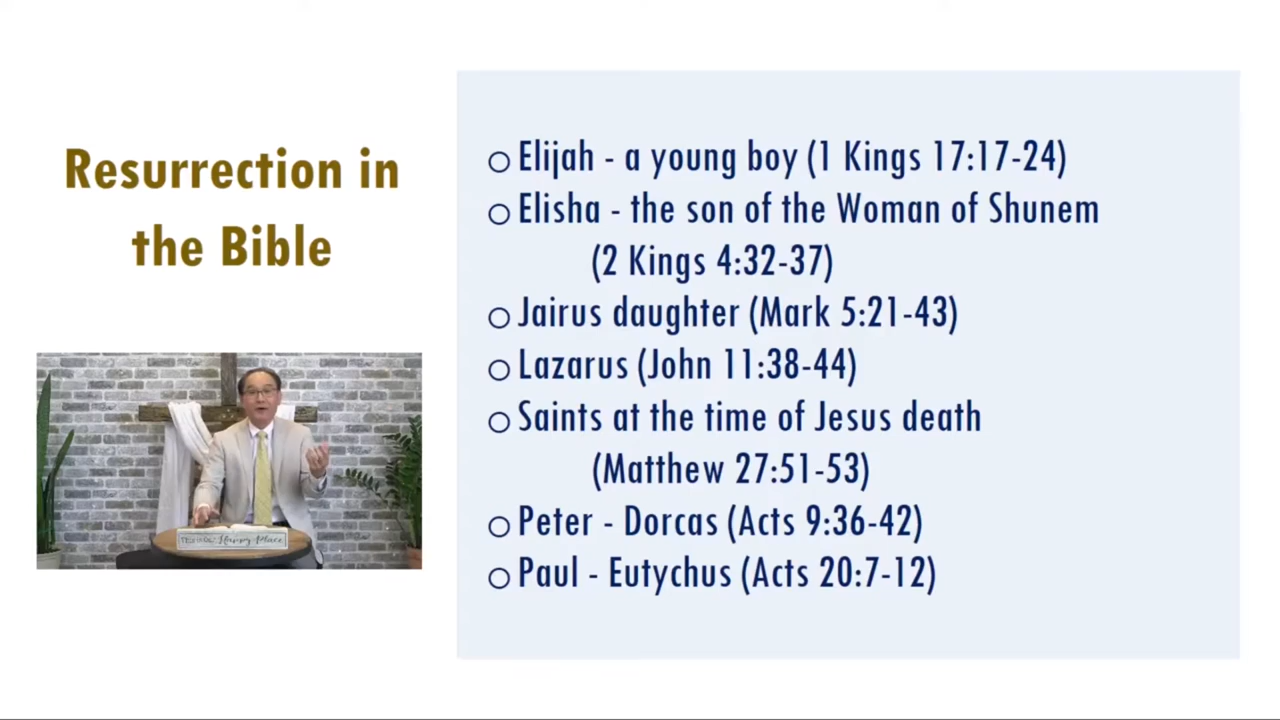 Resurrection in
the Bible
Elijah - a young boy (1 Kings 17:17-24)
Elisha - the son of the Woman of Shunem
(2 Kings 4:32-37)
Jairus daughter (Mark 5:21-43)
Lazarus (John 11:38-44)
Saints at the time of Jesus death
(Matthew 27:51-53)
Peter - Dorcas (Acts 9:36-42)
Paul - Eutychus (Acts 20:7-12)
Happy Place